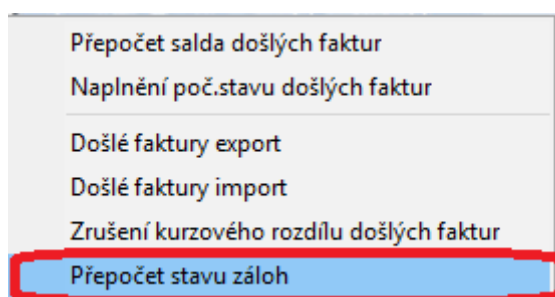 Přepočet salda došlých faktur
Naplnění poč.stavu došlých faktur
Došlé faktury export
Došlé faktury import
Zrušení kurzového rozdílu došlých faktur
Přepočet stavu záloh